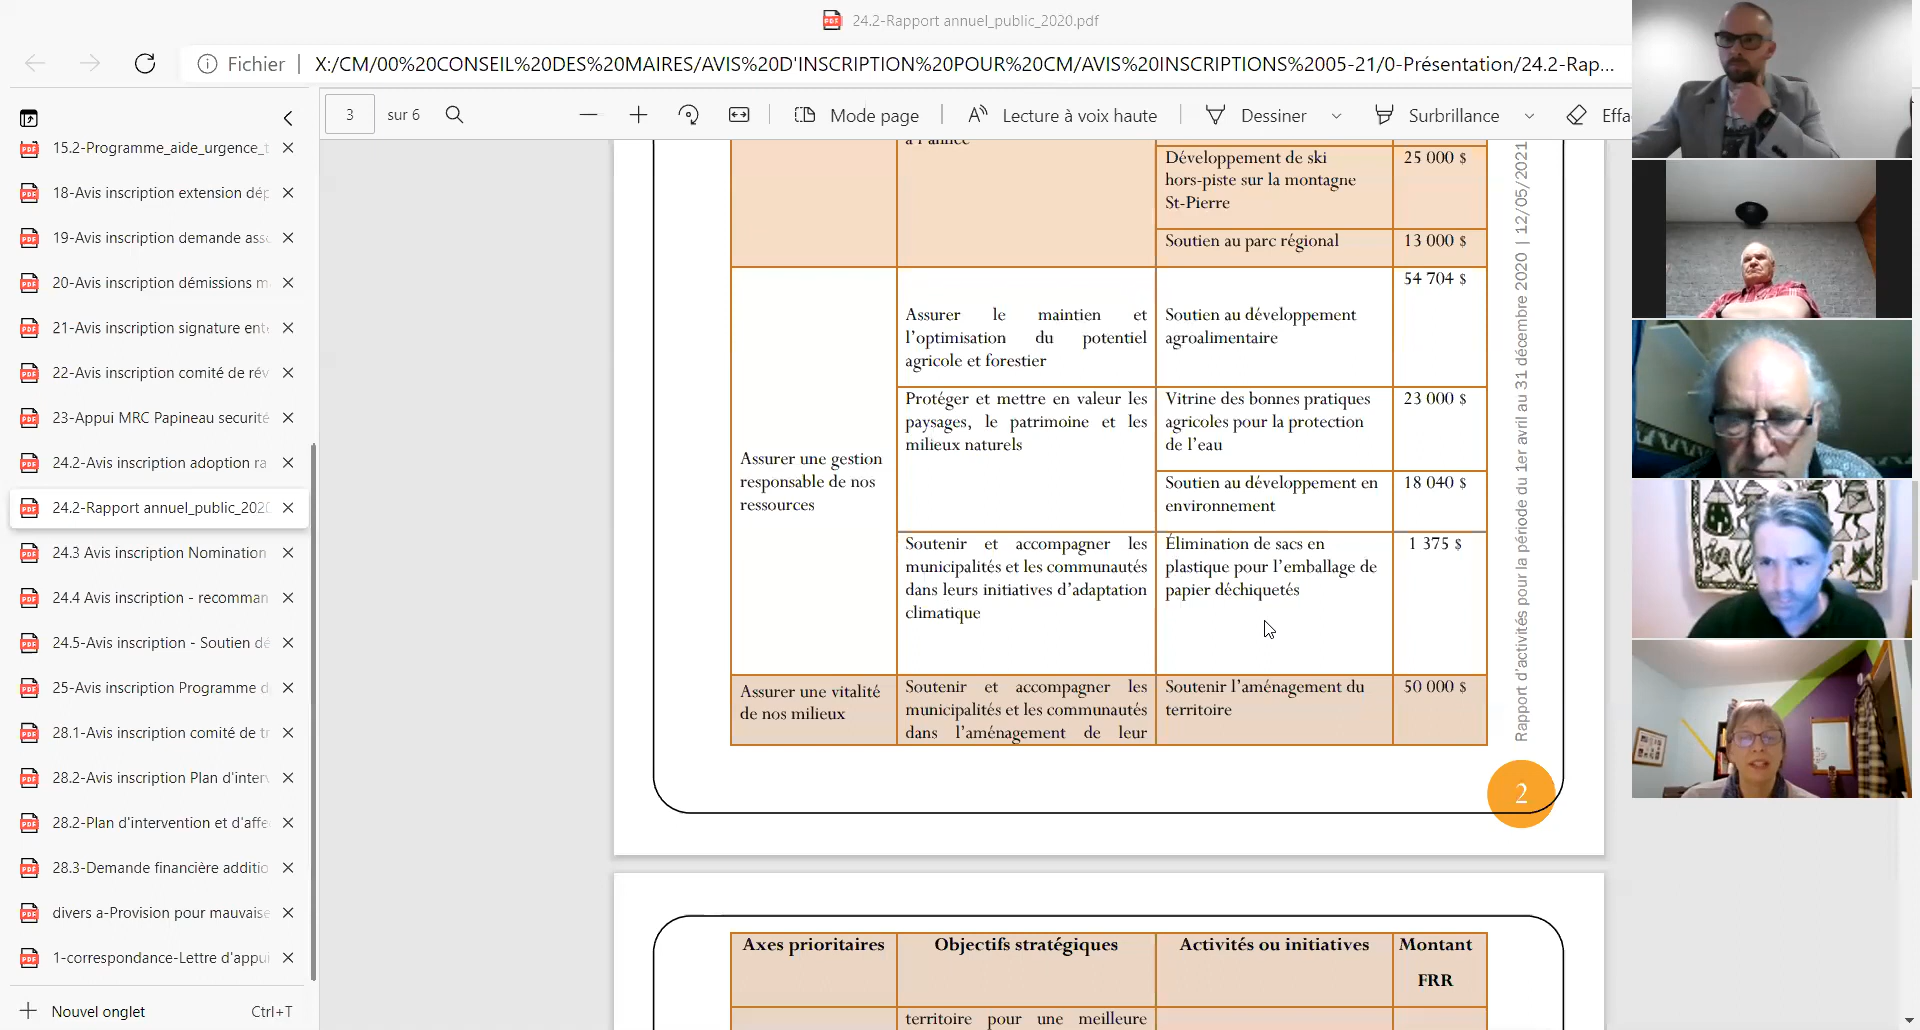 24.2-Rapport annuel_public_2020.pdf
Fichier
X:/CM/00%20CONSEIL%20DES%20MAIRES/AVIS%20D'INSCRIPTION%20POUR%20CM/AVIS%20INSCRIPTIONS%2005-21/0-Présentation/24.2-Rap...
3 sur 6
Mode page
Lecture à voix haute
Dessiner
Surbrillance
Effa
15.2-Programme_aide_urgence_t
18-Avis inscription extension dép
19-Avis inscription demande asso
20-Avis inscription démissions m
21-Avis inscription signature ent
22-Avis inscription comité de rév
23-Appui MRC Papineau securité
24.2-Avis inscription adoption ra
24.2-Rapport annuel_public_202
24.3 Avis inscription Nomination
24.4 Avis inscription - recomman
24.5-Avis inscription - Soutien dé
25-Avis inscription Programme d
28.1-Avis inscription comité de tr
28.2-Avis inscription Plan d'interv
28.2-Plan d'intervention et d'affe
28.3-Demande financière additio
divers a-Provision pour mauvaise
1-correspondance-Lettre d'appui
Nouvel onglet
Ctrl+T
à l'année
Développement de ski
hors-piste sur la montagne
St-Pierre
25 000 $
Soutien au parc régional
13 000 $
Assurer une gestion
responsable de nos
ressources
Assurer le maintien et
l'optimisation du potentiel
agricole et forestier
Soutien au développement
agroalimentaire
54 704 $
Protéger et mettre en valeur les
paysages, le patrimoine et les
milieux naturels
Vitrine des bonnes pratiques
agricoles pour la protection
de l'eau
23 000 $
Soutien au développement en
environnement
18 040 $
Soutenir et accompagner les
municipalités et les communautés
dans leurs initiatives d'adaptation
climatique
Élimination de sacs en
plastique pour l'emballage de
papier déchiquetés
1 375 $
Assurer une vitalité
de nos milieux
Soutenir et accompagner les
municipalités et les communautés
dans l'aménagement de leur
Soutenir l'aménagement du
territoire
50 000 $
Rapport d'activités pour la période du 1er avril au 31 décembre 2020 | 12/05/2021
2
Axes prioritaires
Objectifs stratégiques
Activités ou initiatives
Montant
FRR
territoire pour une meilleure